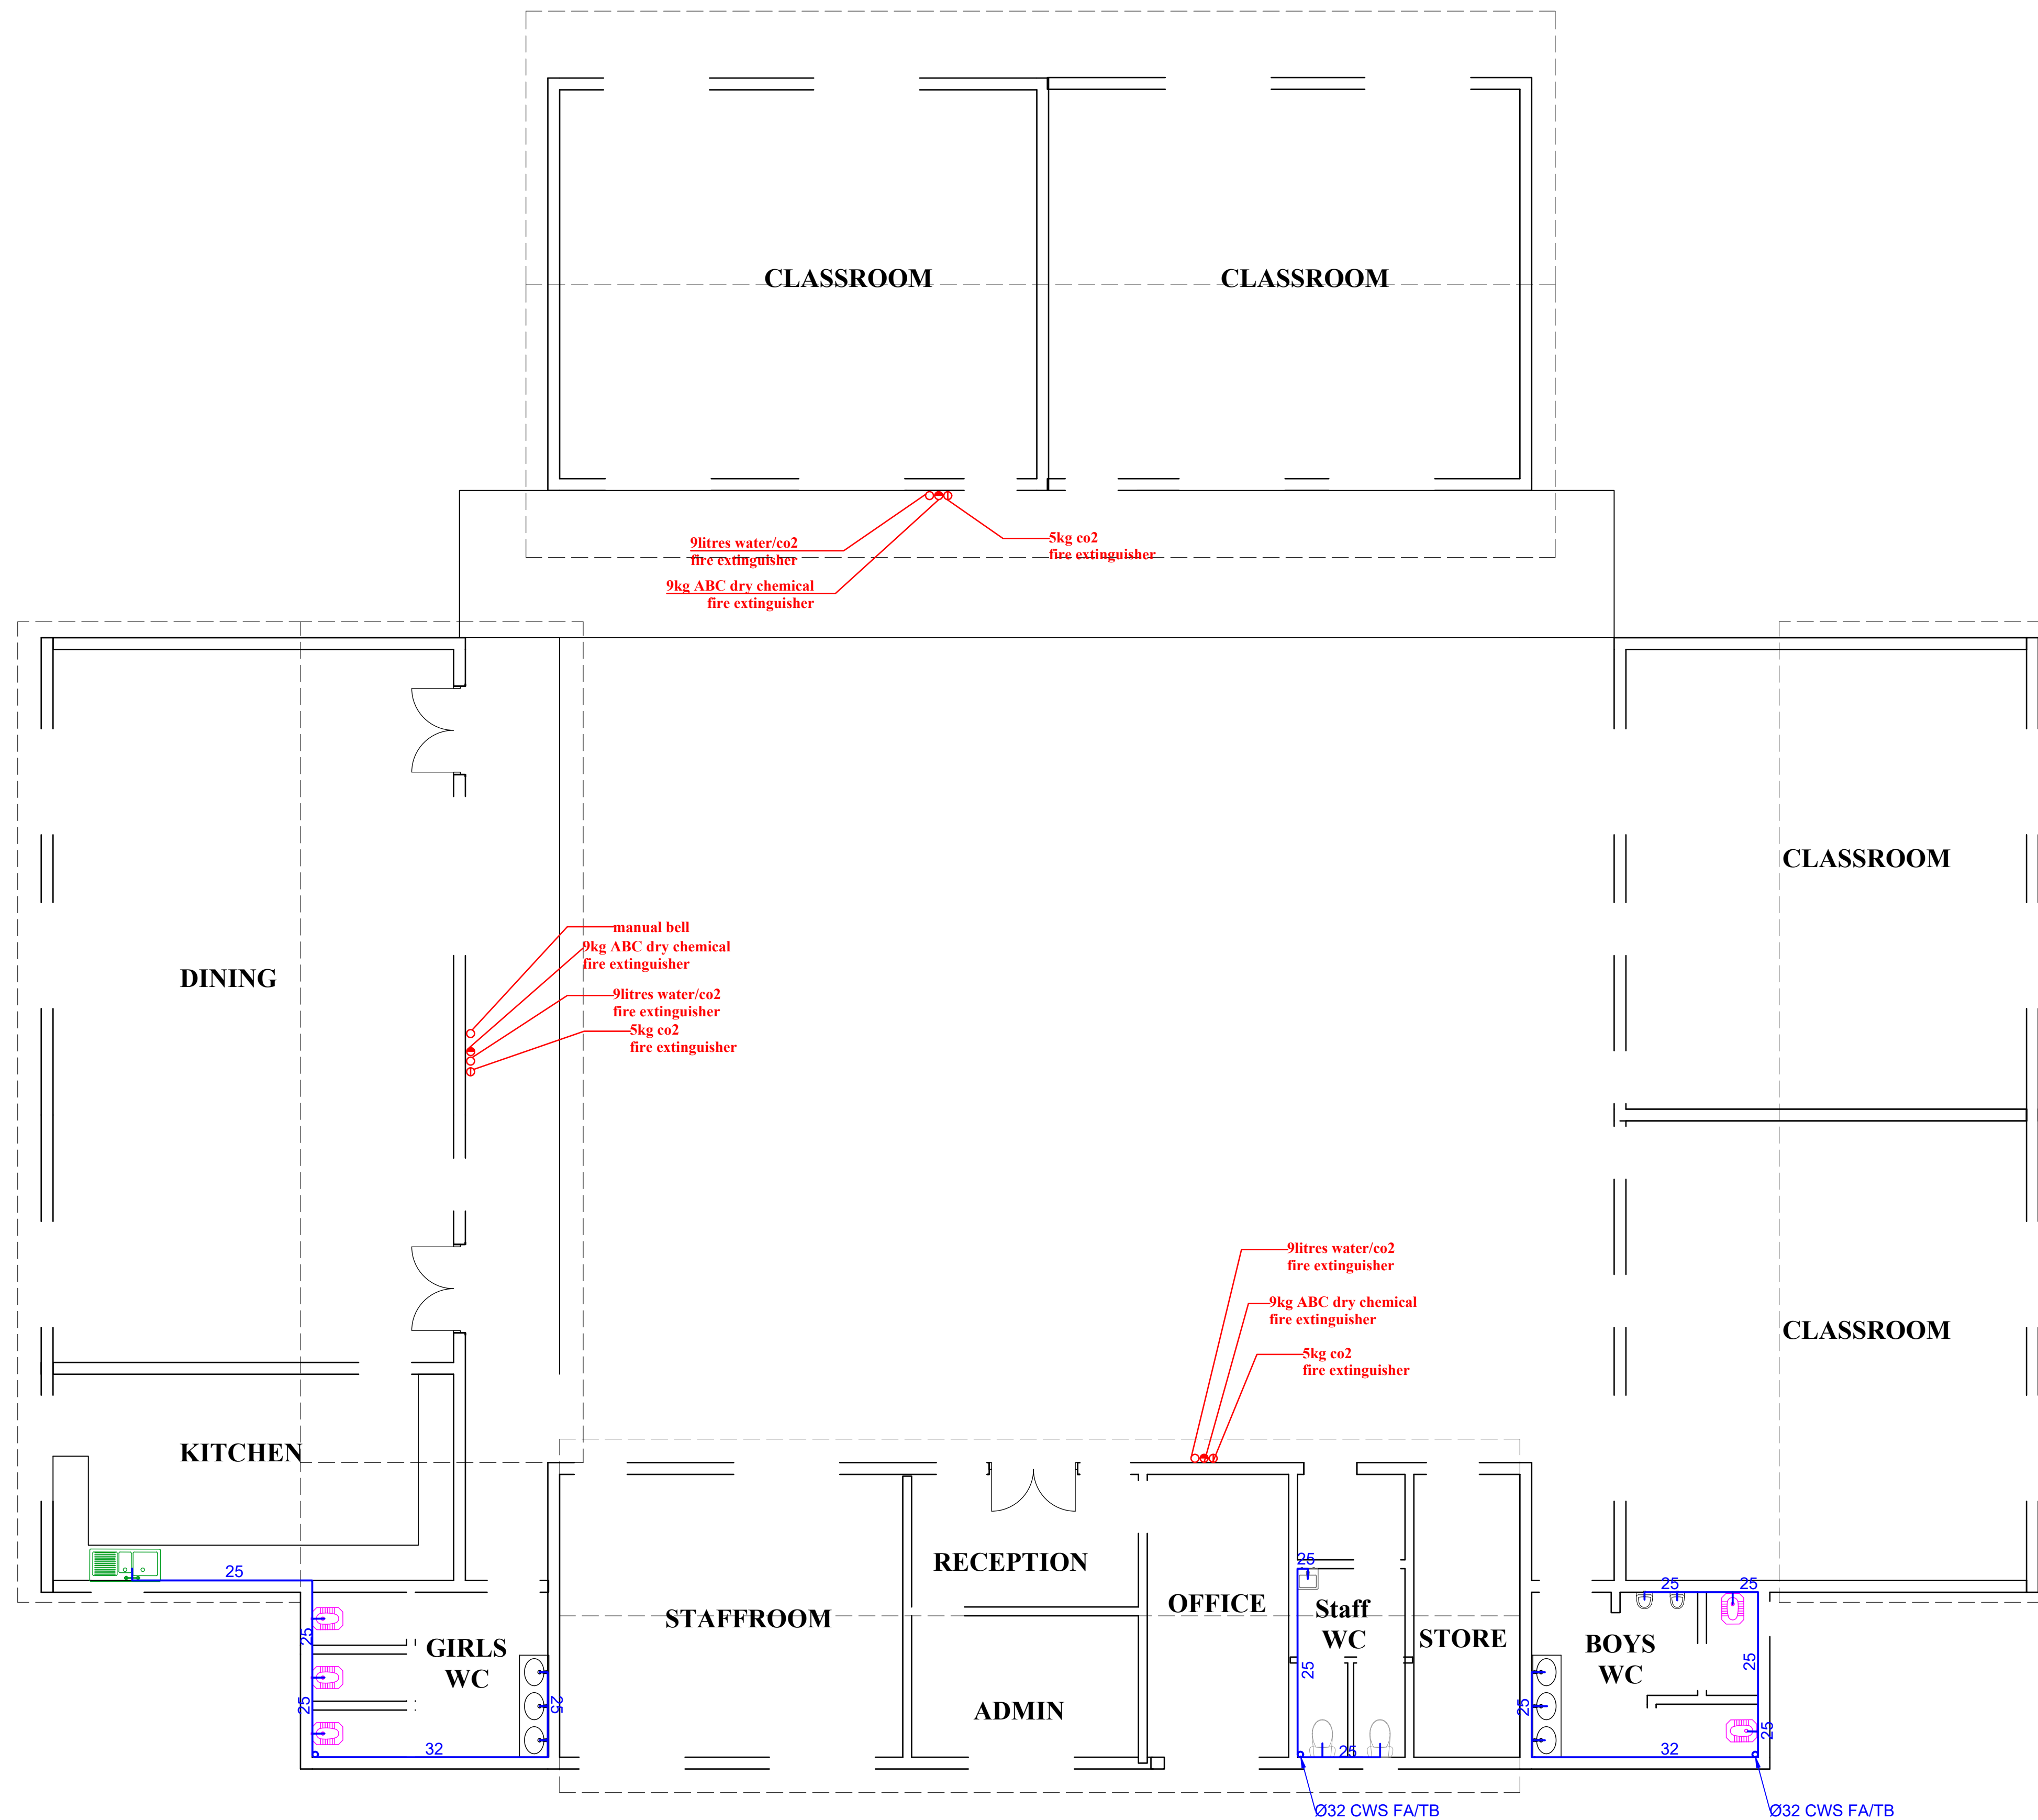 CLASSROOM
CLASSROOM
9litres water/co2
fire extinguisher
5kg co2
fire extinguisher
9kg ABC dry chemical
fire extinguisher
CLASSROOM
manual bell
9kg ABC dry chemical
fire extinguisher
DINING
9litres water/co2
fire extinguisher
5kg co2
fire extinguisher
9litres water/co2
fire extinguisher
9kg ABC dry chemical
fire extinguisher
CLASSROOM
5kg co2
fire extinguisher
KITCHEN
25
RECEPTION
25
25
25
OFFICE
Staff
WC
STAFFROOM
25
GIRLS
WC
STORE
BOYS
WC
25
25
25
25
25
ADMIN
25
32
25
32
Ø32 CWS FA/TB
Ø32 CWS FA/TB
25